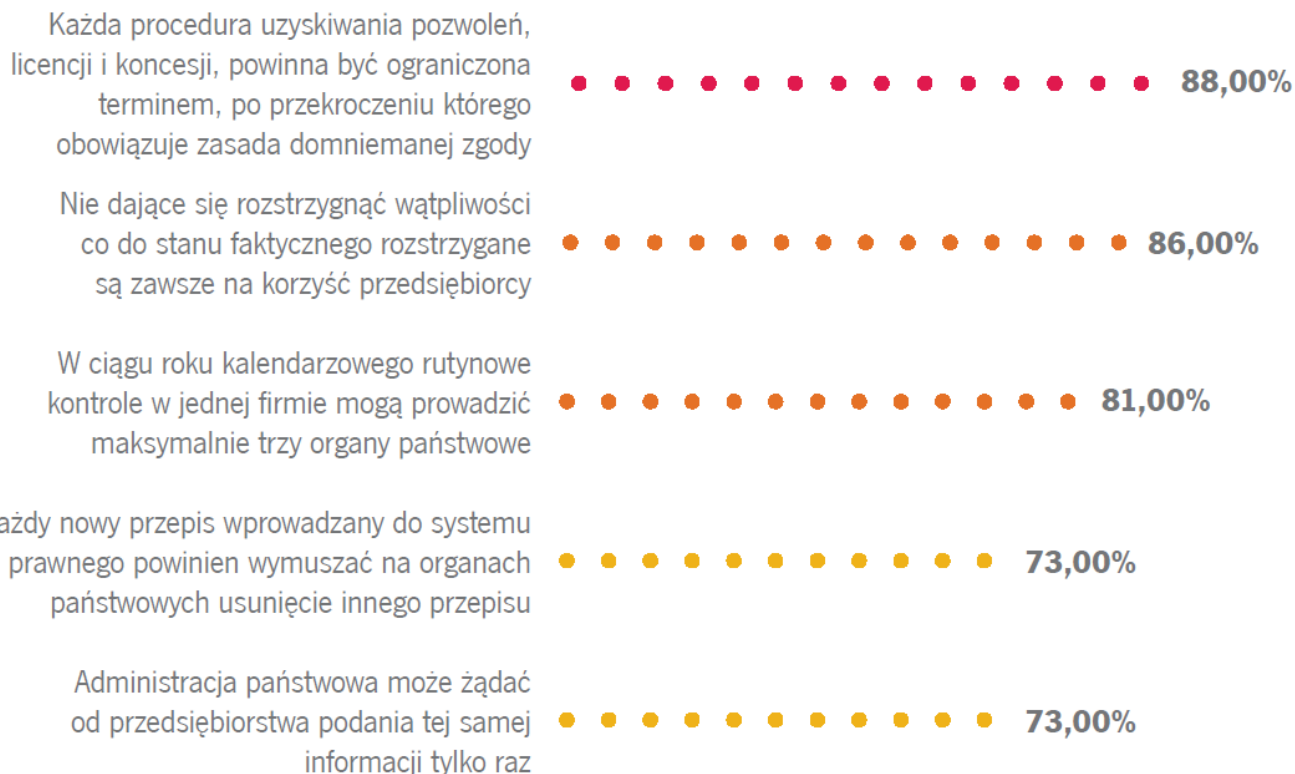 Każda procedura uzyskiwania pozwoleń,
licencji i koncesji, powinna być ograniczona
terminem, po przekroczeniu którego
obowiązuje zasada domniemanej zgody
88,00%
Nie dające się rozstrzygnąć wątpliwości
co do stanu faktycznego rozstrzygane
są zawsze na korzyść przedsiębiorcy
86,00%
W ciągu roku kalendarzowego rutynowe
kontrole w jednej firmie mogą prowadzić
maksymalnie trzy organy państwowe
81,00%
ażdy nowy przepis wprowadzany do systemu
prawnego powinien wymuszać na organach
państwowych usunięcie innego przepisu
73,00%
Administracja państwowa może żądać
od przedsiębiorstwa podania tej samej
informacji tylko raz
73,00%